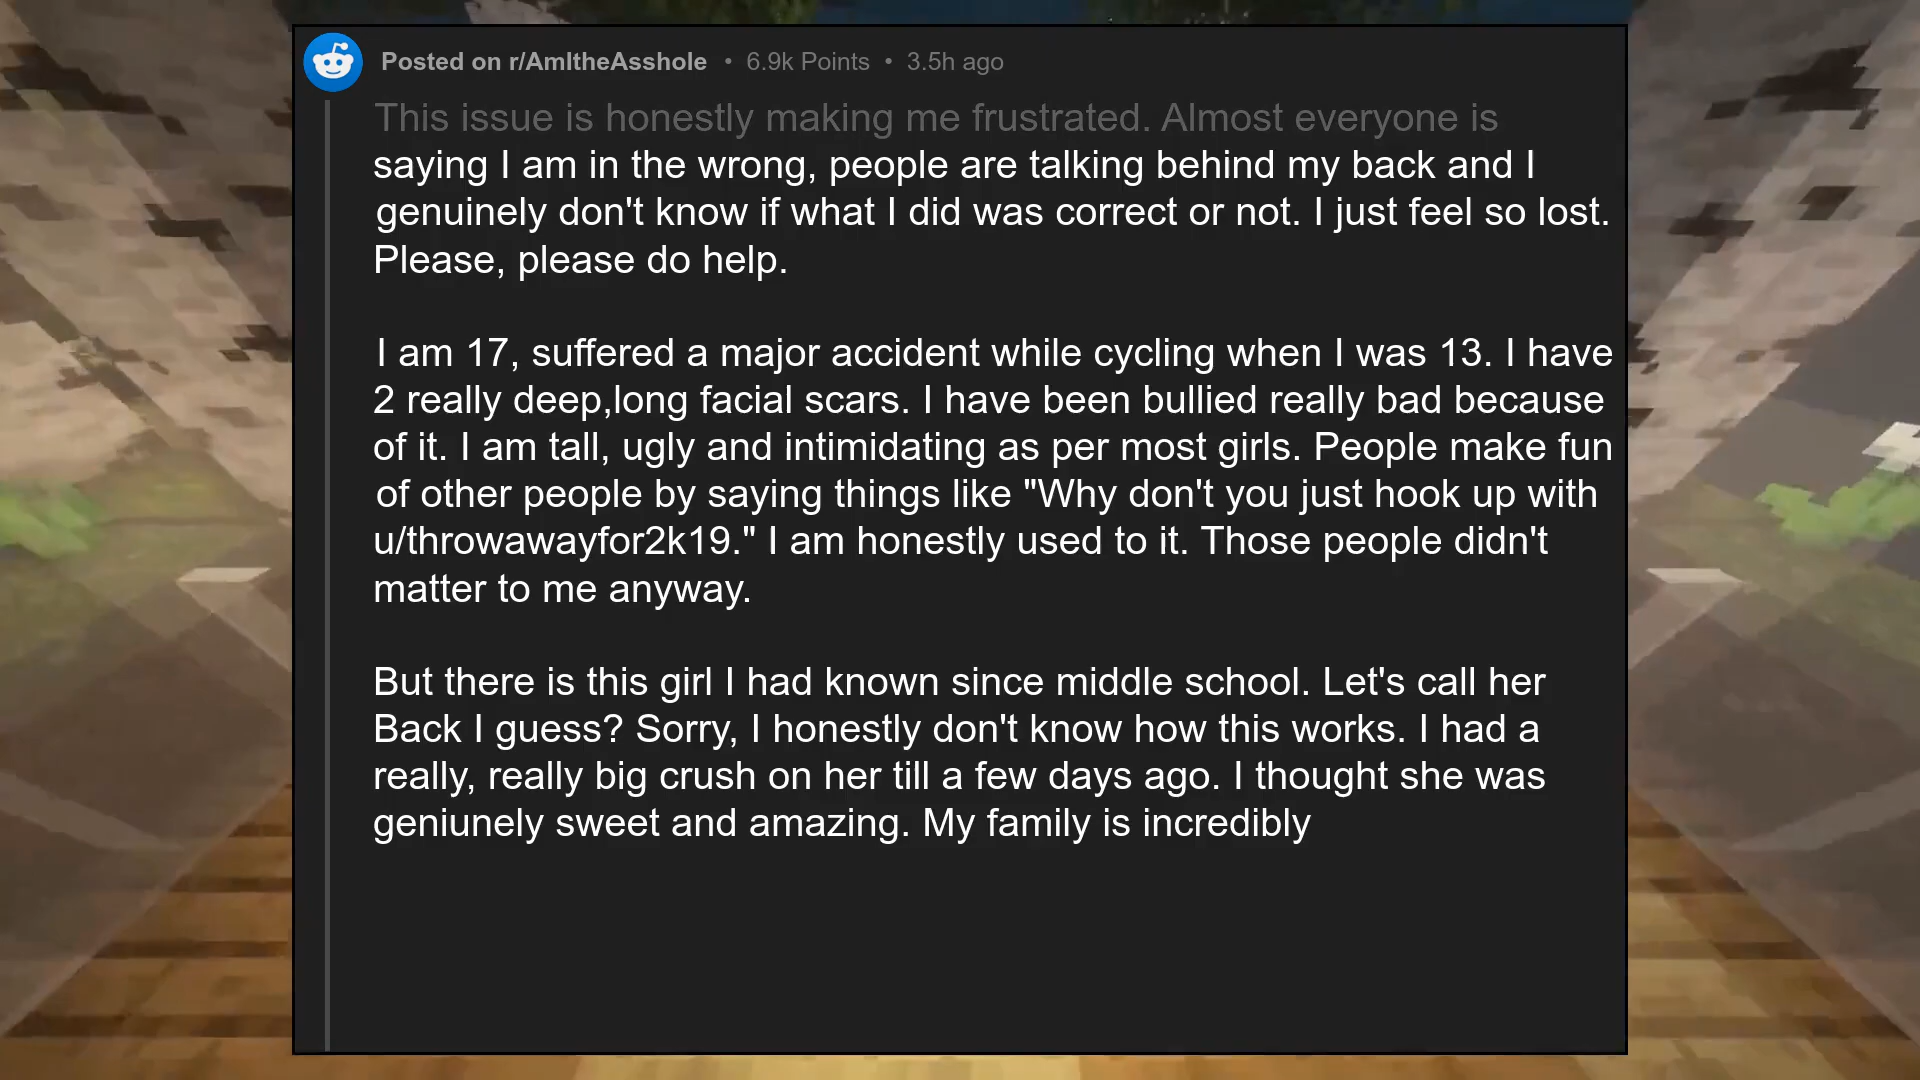 Posted on r/AmItheAsshole • 6.9k Points • 3.5h ago
This issue is honestly making me frustrated. Almost everyone is
saying I am in the wrong, people are talking behind my back and I
genuinely don't know if what I did was correct or not. I just feel so lost.
Please, please do help.
I am 17, suffered a major accident while cycling when I was 13. I have
2 really deep,long facial scars. I have been bullied really bad because
of it. I am tall, ugly and intimidating as per most girls. People make fun
of other people by saying things like "Why don't you just hook up with
u/throwawayfor2k19." I am honestly used to it. Those people didn't
matter to me anyway.
But there is this girl I had known since middle school. Let's call her
Back I guess? Sorry, I honestly don't know how this works. I had a
really, really big crush on her till a few days ago. I thought she was
geniunely sweet and amazing. My family is incredibly